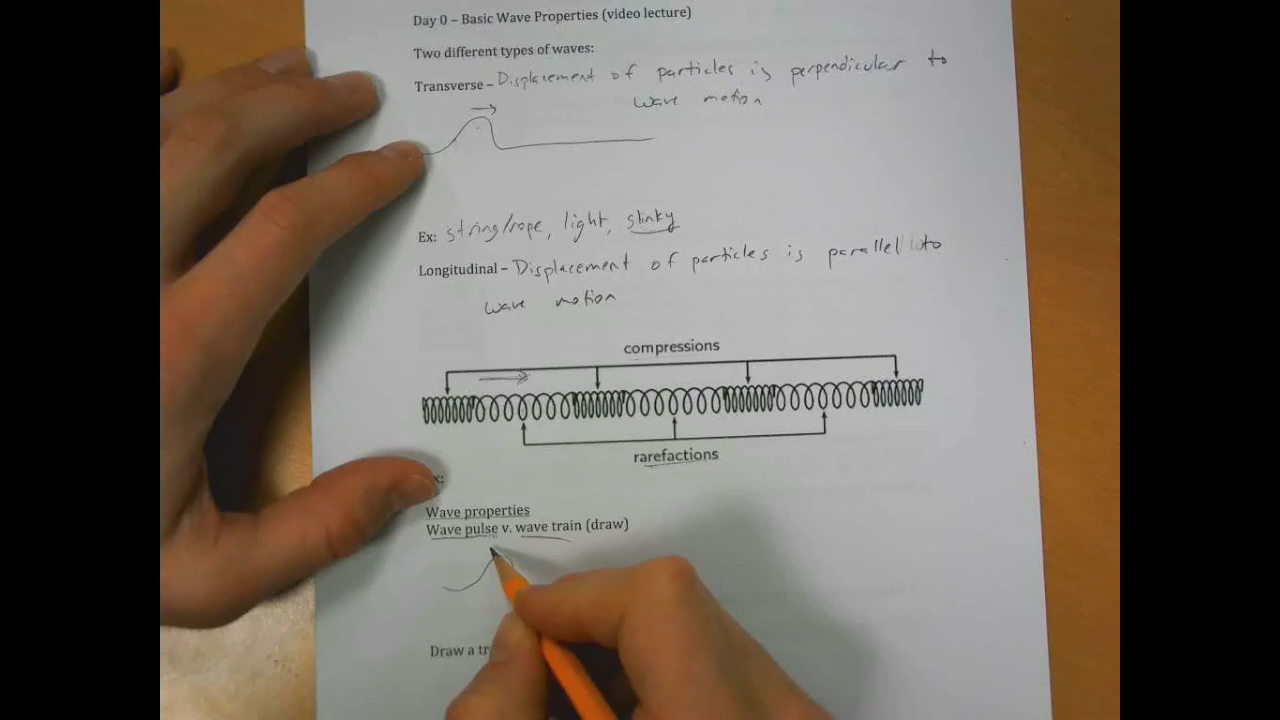 Day 0 – Basic Wave Properties (video lecture)
Two different types of waves:
Transverse – Displacement of particles is perpendicular to
wave motion
Ex: string/rope, light, slinky
Longitudinal – Displacement of particles is parallel to
wave motion
compressions
rarefactions
x:
Wave properties
Wave pulse v. wave train (draw)
Draw a tr